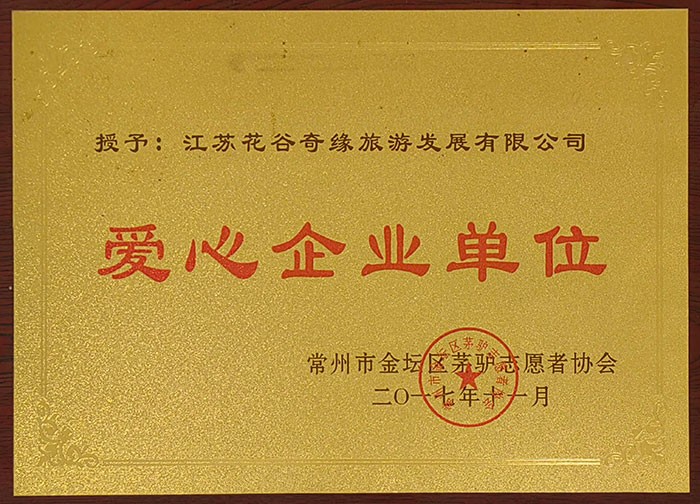 授予：江苏花谷奇缘旅游发展有限公司
爱心企业单位
常州市金坛区茅驴志愿者协会
二〇一七年十一月